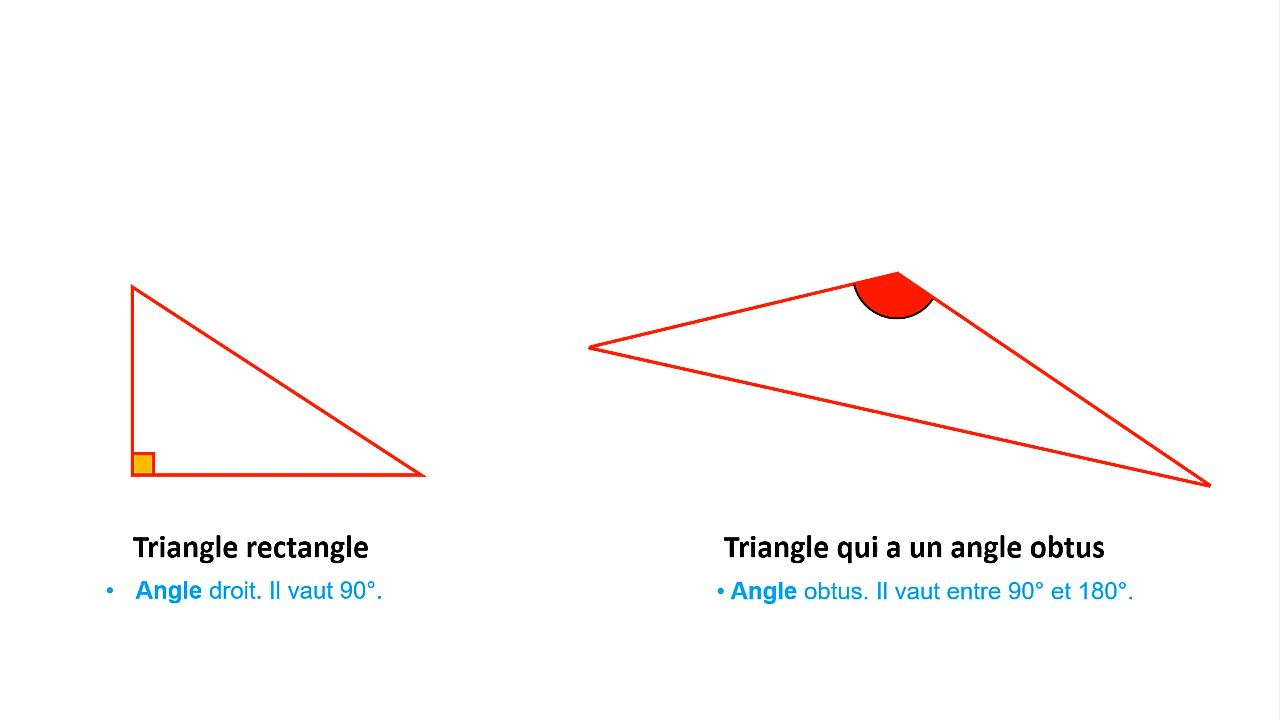 Triangle rectangle
• Angle droit. Il vaut 90°.
Triangle qui a un angle obtus
• Angle obtus. Il vaut entre 90° et 180°.